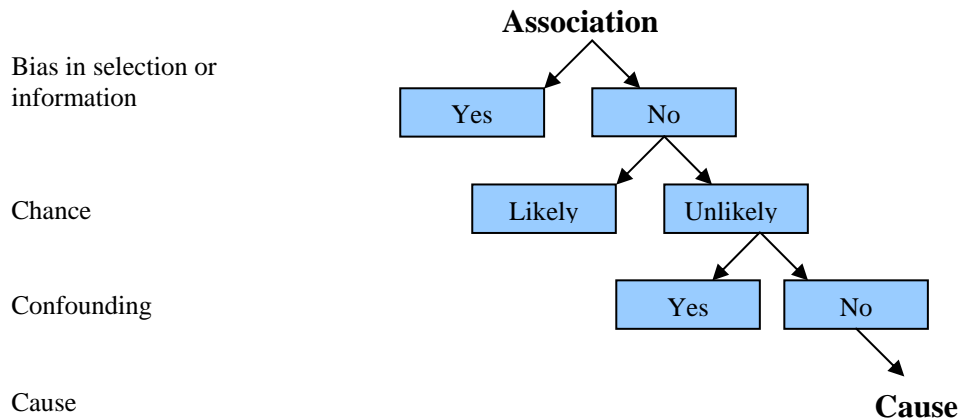 Association
Bias in selection or
information
Yes No
Chance
Likely Unlikely
Confounding
Yes No
Cause
Cause